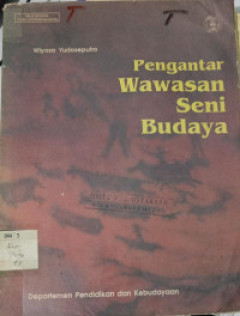 T
T
Wiyoso Yudoseputro
Pengantar
Wawasan
Seni
Budaya
Departemen Pendidikan dan Kebudayaan